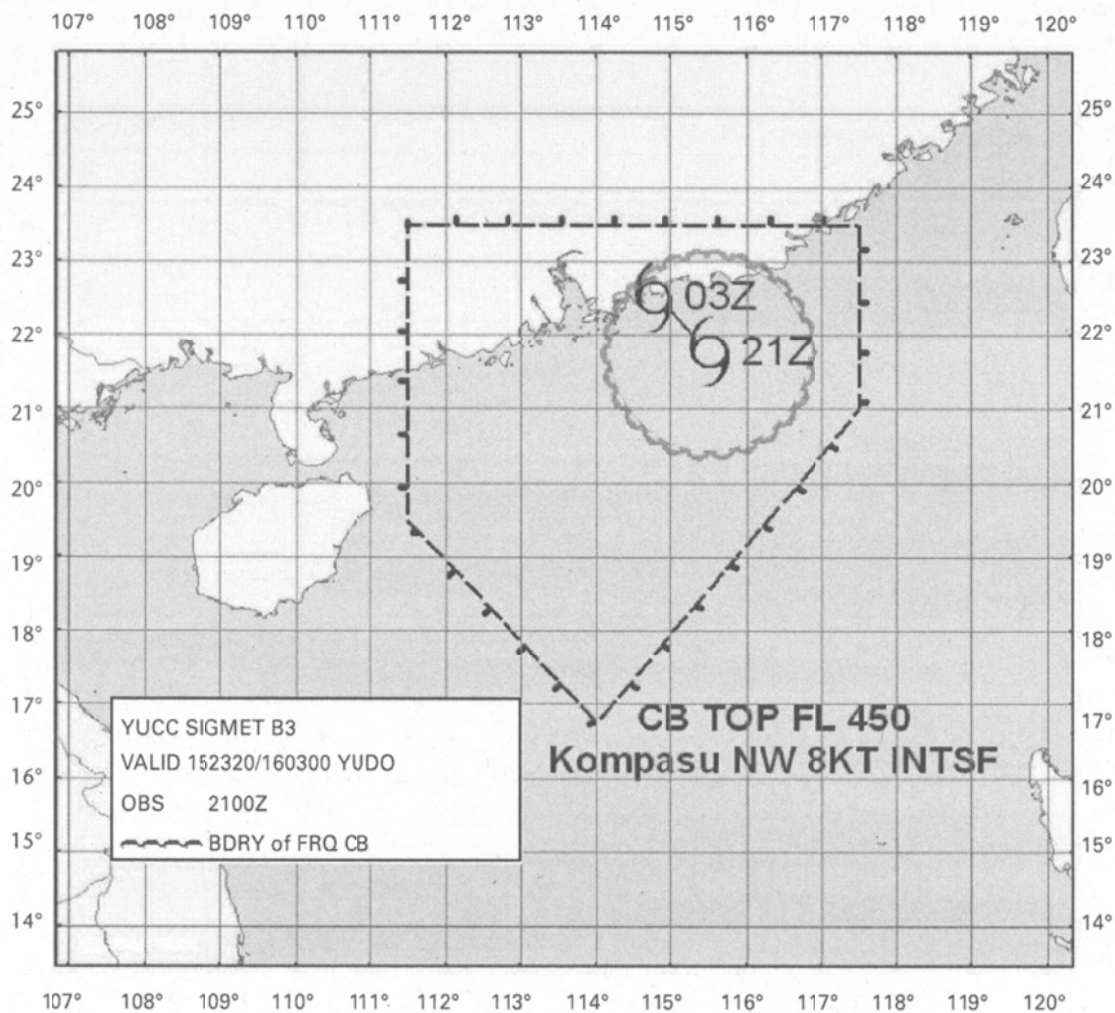 107° 108° 109° 110° 111° 112° 113° 114° 115° 116° 117° 118° 119° 120°
25° 25°
24° 24°
23° 23°
03Z
22° 22°
21Z
21° 21°
20° 20°
19° 19°
18° 18°
17° 17°
CB TOP FL 450
Kompasu NW 8KT INTSF
YUCC SIGMET B3
VALID 152320/160300 YUDO
OBS 2100Z
BDRY of FRQ CB
16° 16°
15° 15°
14° 14°
107° 108° 109° 110° 111° 112° 113° 114° 115° 116° 117° 118° 119° 120°